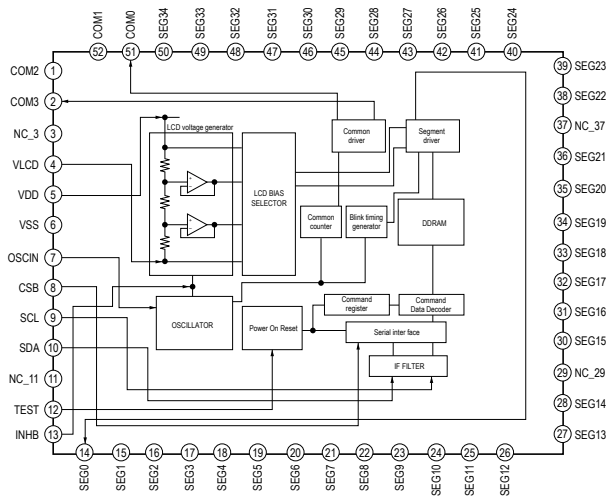 COM1
COM0
SEG34
SEG33
SEG32
SEG31
SEG30
SEG29
SEG28
SEG27
SEG26
SEG25
SEG24
52
51
50
49
48
47
46
45
44
43
42
41
40
COM2
1
COM3
2
NC_3
3
VLCD
4
VDD
5
VSS
6
OSCIN
7
CSB
8
SCL
9
SDA
10
NC_11
11
TEST
12
INHB
13
LCD voltage generator
+
−
+
−
LCD BIAS
SELECTOR
Common
driver
Segment
driver
Common
counter
Blink timing
generator
DDRAM
OSCILLATOR
Power On Reset
Command
register
Command
Data Decoder
Serial inter face
IF FILTER
39
SEG23
38
SEG22
37
NC_37
36
SEG21
35
SEG20
34
SEG19
33
SEG18
32
SEG17
31
SEG16
30
SEG15
29
NC_29
28
SEG14
27
SEG13
14
15
16
17
18
19
20
21
22
23
24
25
26
SEG0
SEG1
SEG2
SEG3
SEG4
SEG5
SEG6
SEG7
SEG8
SEG9
SEG10
SEG11
SEG12